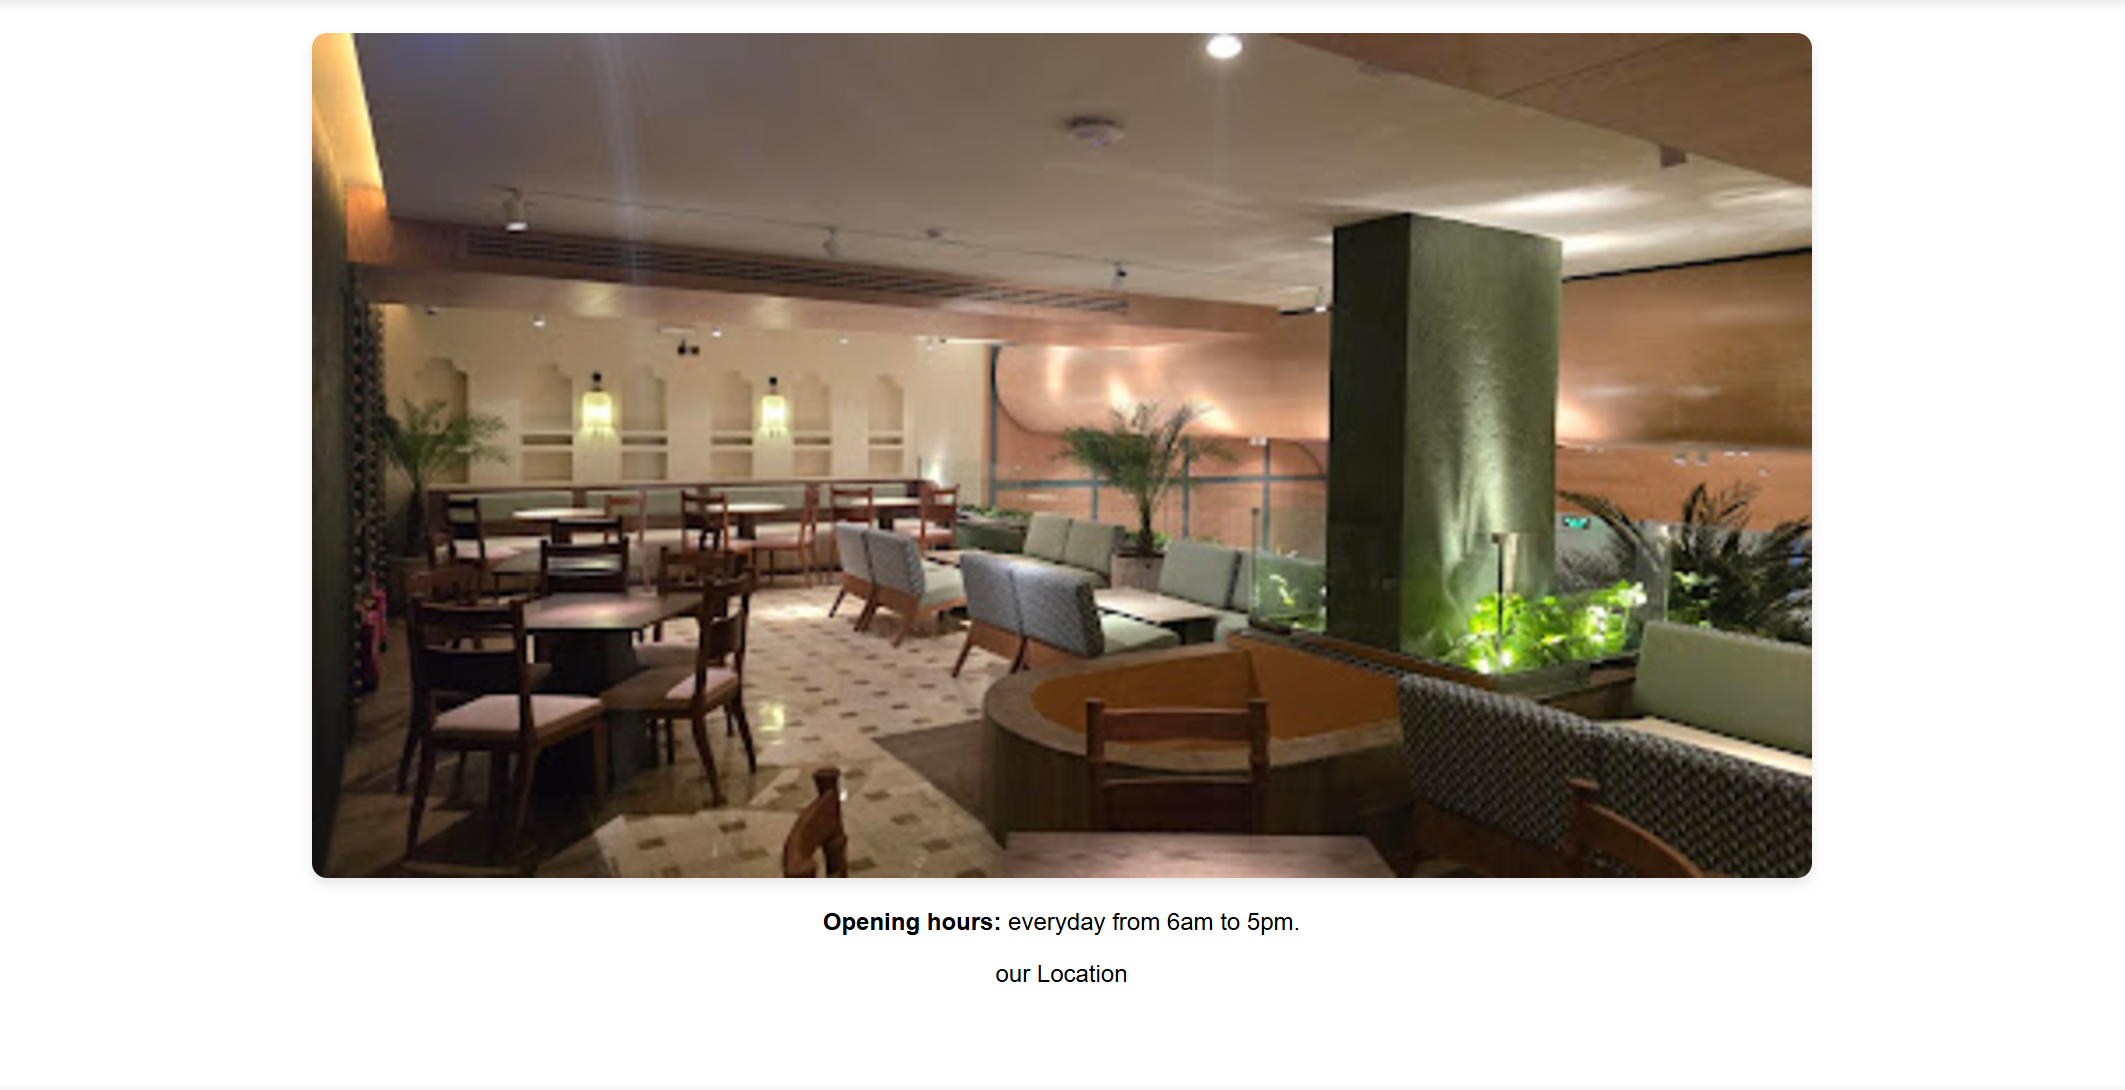 Opening hours: everyday from 6am to 5pm.
our Location